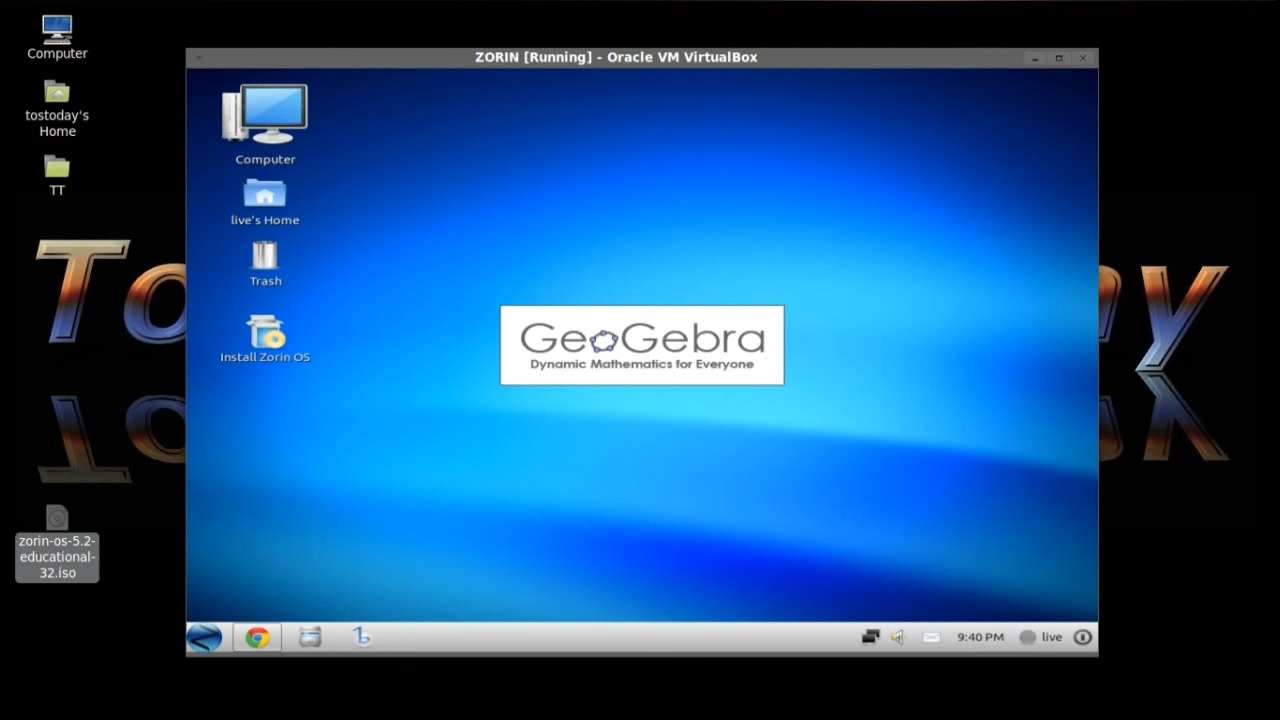 Computer
tostoday's
Home
TT
zorin-os-5.2-
educational-
32.iso
ZORIN [Running] - Oracle VM VirtualBox
Computer
live's Home
Trash
Install Zorin OS
GeoGebra
Dynamic Mathematics for Everyone
9:40 PM
live
To
y